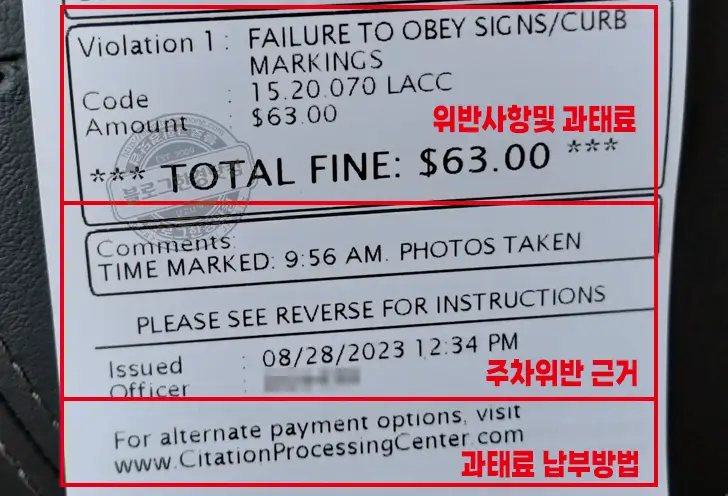 Violation 1 : FAILURE TO OBEY SIGNS/CURB
MARKINGS
Code : 15.20.070 LACC
Amount : $63.00
위반사항및 과태료
*** TOTAL FINE: $63.00 ***
블로그
Comments:
TIME MARKED: 9:56 AM. PHOTOS TAKEN
PLEASE SEE REVERSE FOR INSTRUCTIONS
Issued : 08/28/2023 12:34 PM
Officer :
주차위반 근거
For alternate payment options, visit
www.CitationProcessingCenter.com
과태료 납부방법